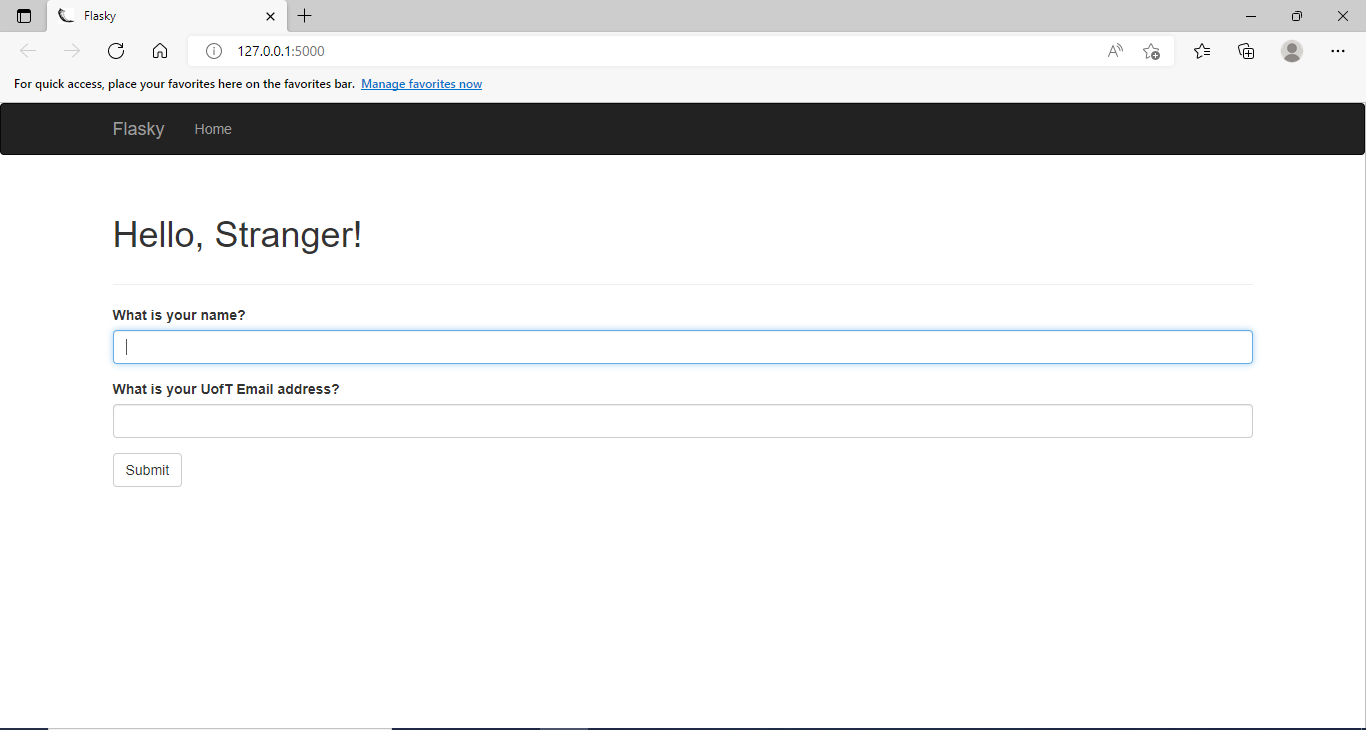 Flasky
127.0.0.1:5000
For quick access, place your favorites here on the favorites bar. Manage favorites now
Flasky Home
Hello, Stranger!
What is your name?
What is your UofT Email address?
Submit